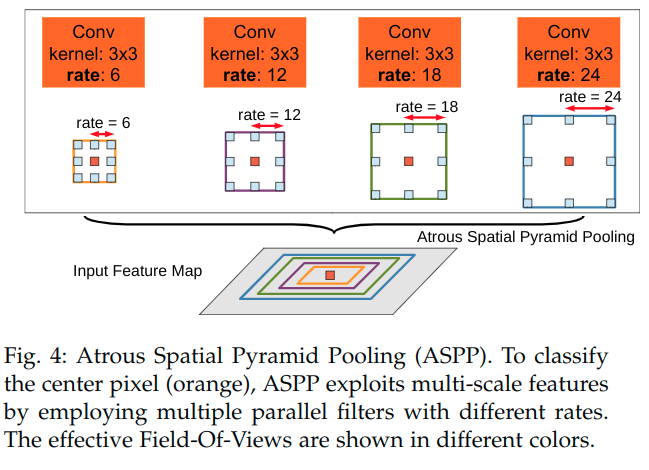 Conv
kernel: 3x3
rate: 6
Conv
kernel: 3x3
rate: 12
Conv
kernel: 3x3
rate: 18
Conv
kernel: 3x3
rate: 24
rate = 6
rate = 12
rate = 18
rate = 24
Atrous Spatial Pyramid Pooling
Input Feature Map
Fig. 4: Atrous Spatial Pyramid Pooling (ASPP). To classify
the center pixel (orange), ASPP exploits multi-scale features
by employing multiple parallel filters with different rates.
The effective Field-Of-Views are shown in different colors.